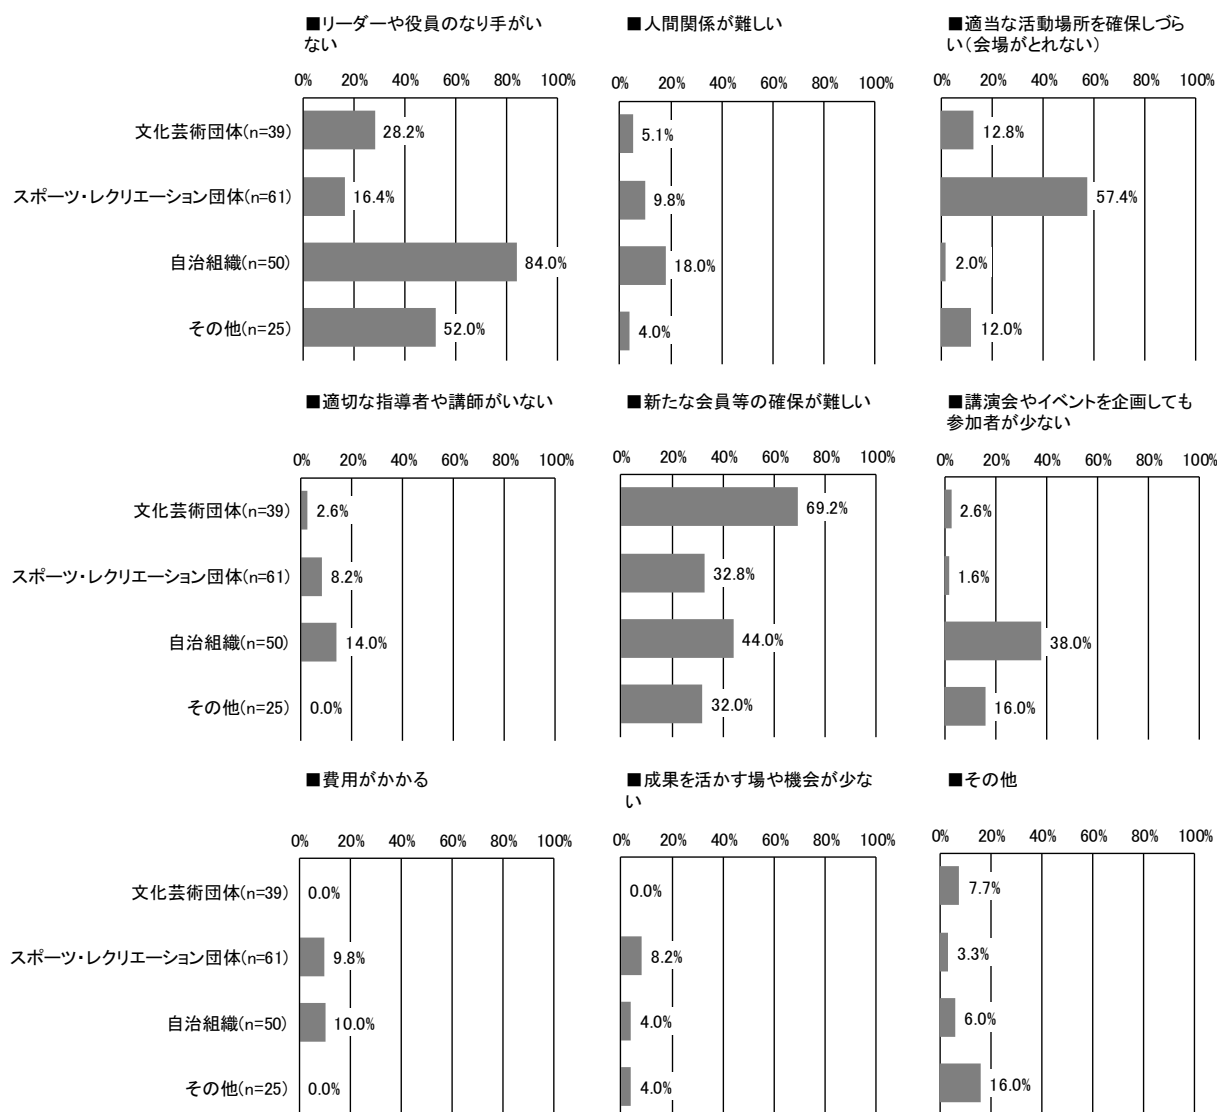 ■リーダーや役員のなり手がい
ない
0% 20% 40% 60% 80% 100%
文化芸術団体(n=39) 28.2%
スポーツ・レクリエーション団体(n=61) 16.4%
自治組織(n=50) 84.0%
その他(n=25) 52.0%
■人間関係が難しい
0% 20% 40% 60% 80% 100%
5.1%
9.8%
18.0%
4.0%
■適当な活動場所を確保しづら
い(会場がとれない)
0% 20% 40% 60% 80% 100%
12.8%
57.4%
2.0%
12.0%
■適切な指導者や講師がいない
0% 20% 40% 60% 80% 100%
文化芸術団体(n=39) 2.6%
スポーツ・レクリエーション団体(n=61) 8.2%
自治組織(n=50) 14.0%
その他(n=25) 0.0%
■新たな会員等の確保が難しい
0% 20% 40% 60% 80% 100%
69.2%
32.8%
44.0%
32.0%
■講演会やイベントを企画しても
参加者が少ない
0% 20% 40% 60% 80% 100%
2.6%
1.6%
38.0%
16.0%
■費用がかかる
0% 20% 40% 60% 80% 100%
文化芸術団体(n=39) 0.0%
スポーツ・レクリエーション団体(n=61) 9.8%
自治組織(n=50) 10.0%
その他(n=25) 0.0%
■成果を活かす場や機会が少な
い
0% 20% 40% 60% 80% 100%
0.0%
8.2%
4.0%
4.0%
■その他
0% 20% 40% 60% 80% 100%
7.7%
3.3%
6.0%
16.0%